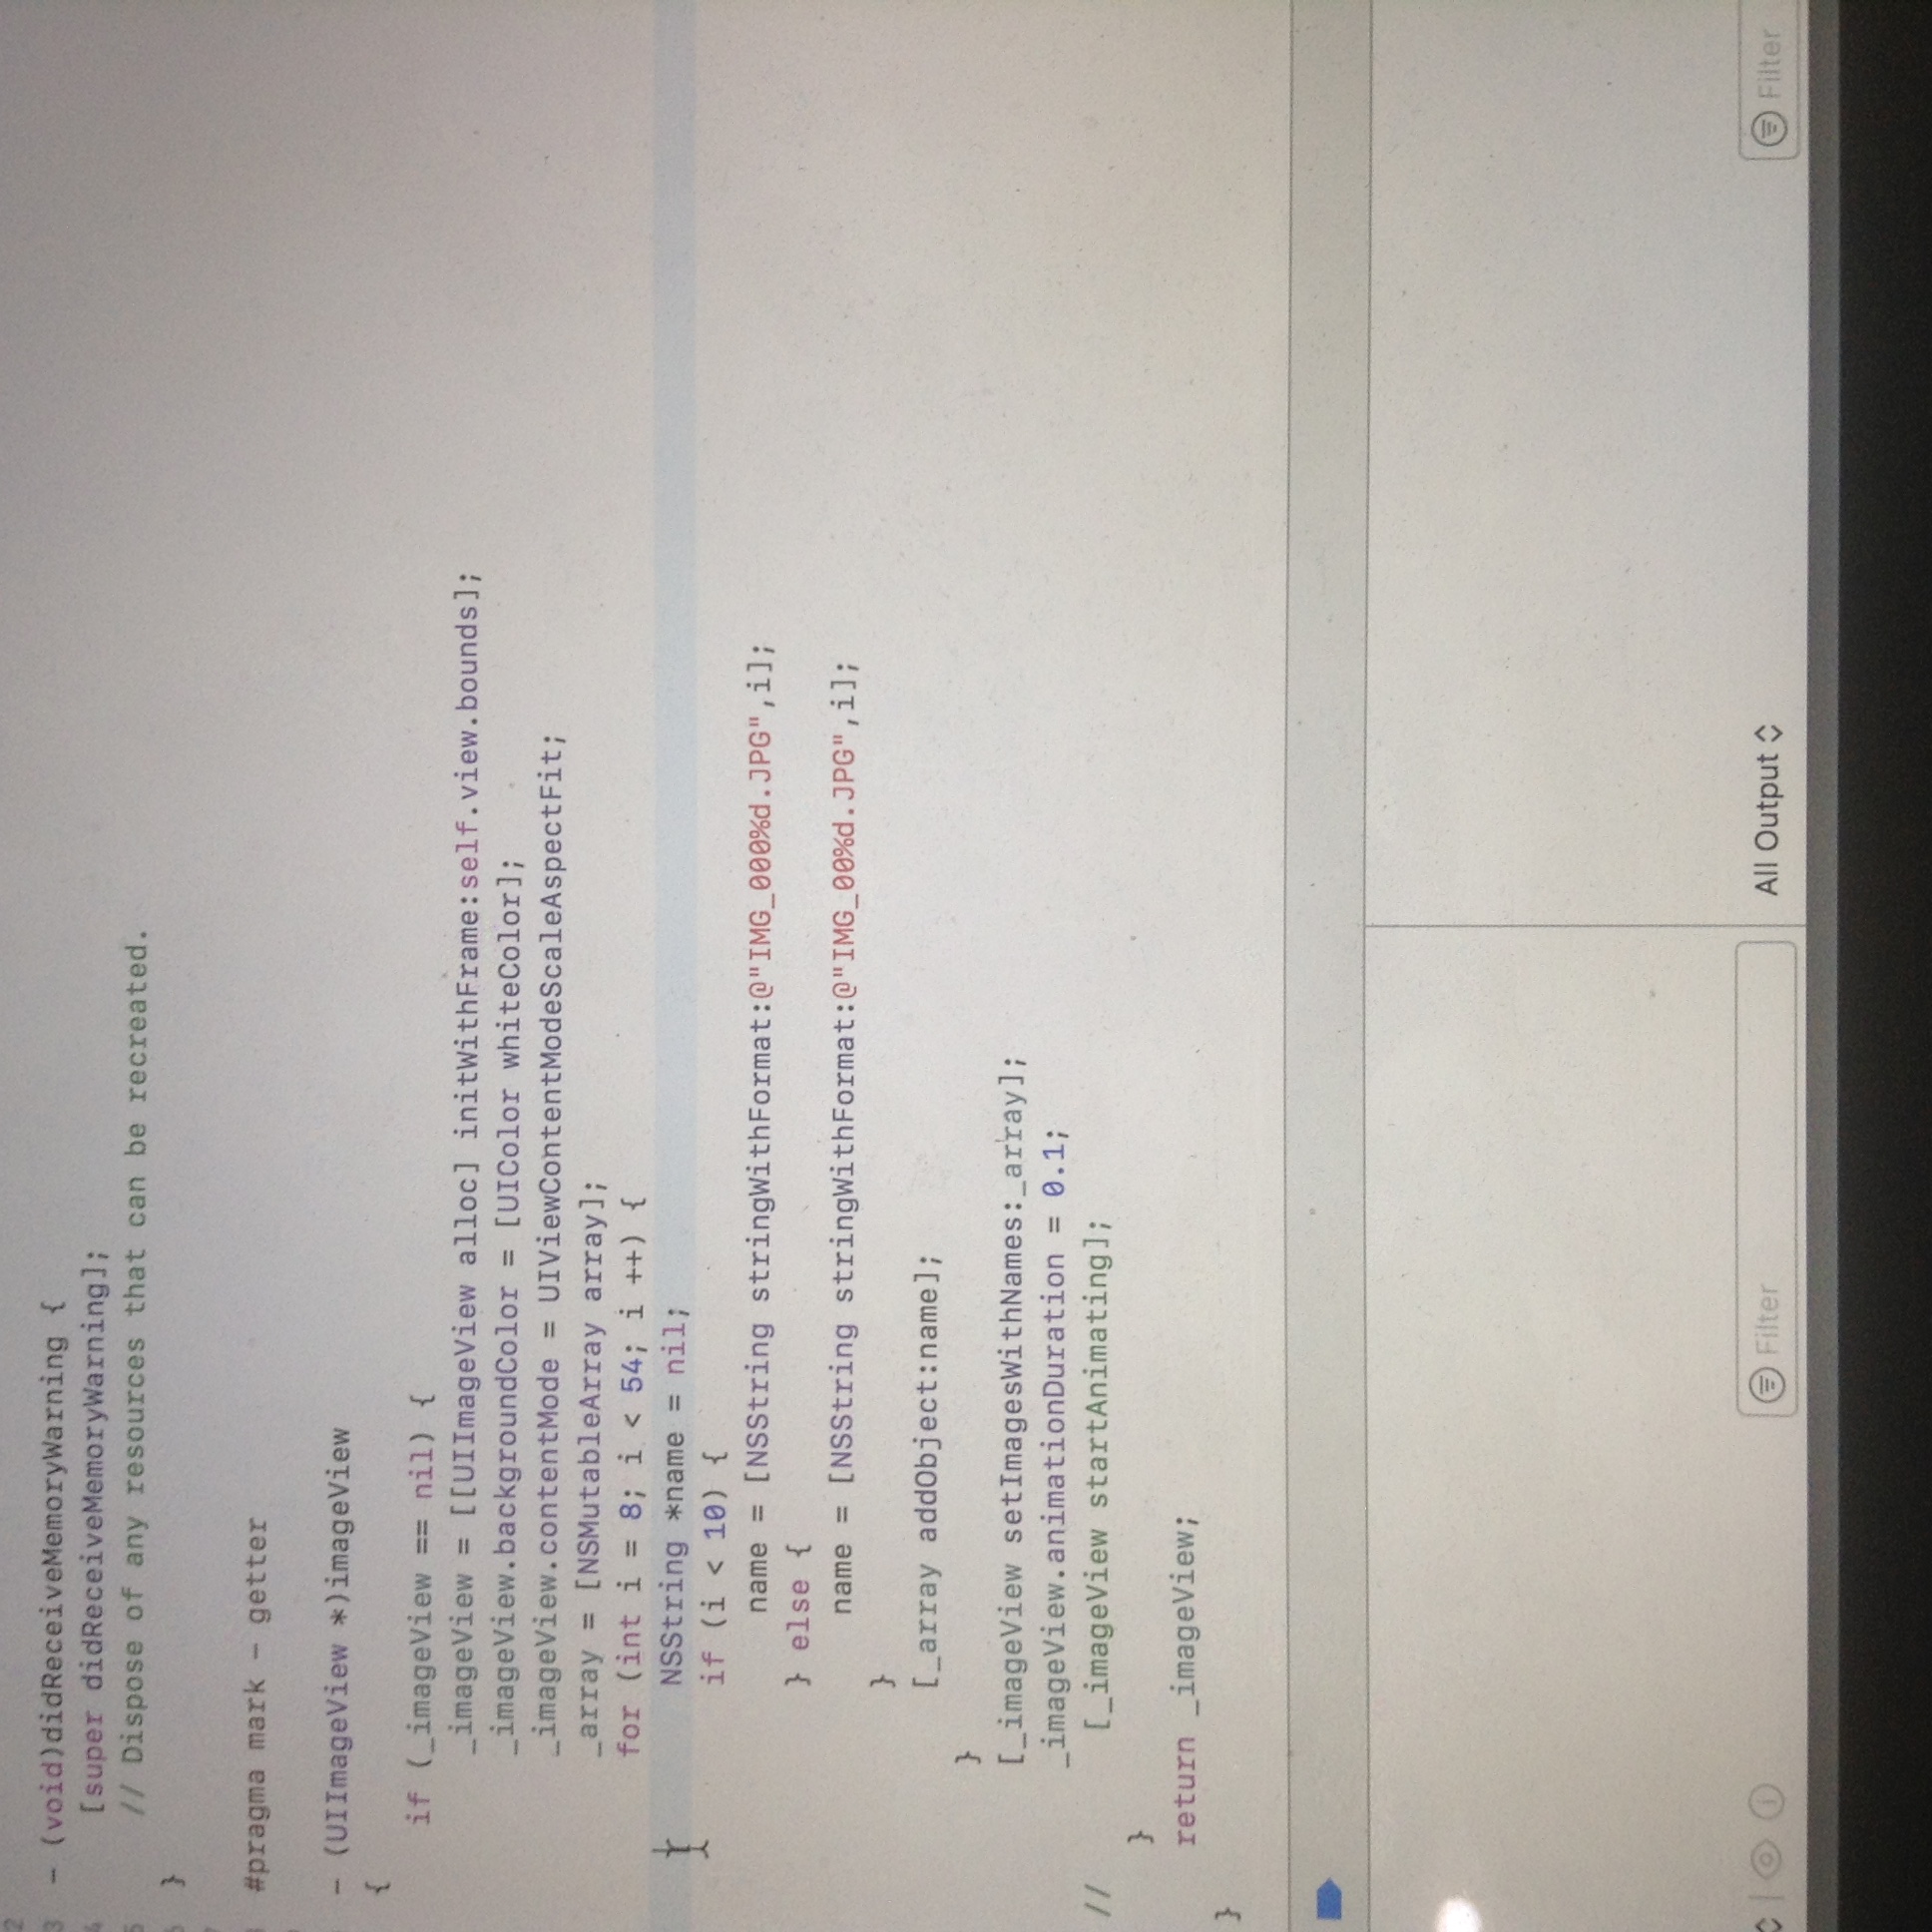 2
3 - (void)didReceiveMemoryWarning {
4 [super didReceiveMemoryWarning];
5 // Dispose of any resources that can be recreated.
6 }
7
#pragma mark - getter
- (UIImageView *)imageView
{
if (_imageView == nil) {
_imageView = [[UIImageView alloc] initWithFrame:self.view.bounds];
_imageView.backgroundColor = [UIColor whiteColor];
_imageView.contentMode = UIViewContentModeScaleAspectFit;
_array = [NSMutableArray array];
for (int i = 8; i < 54; i ++) {
NSString *name = nil;
if (i < 10) {
name = [NSString stringWithFormat:@"IMG_000%d.JPG",i];
} else {
name = [NSString stringWithFormat:@"IMG_00%d.JPG",i];
}
[_array addObject:name];
}
[_imageView setImagesWithNames:_array];
_imageView.animationDuration = 0.1;
// [_imageView startAnimating];
}
return _imageView;
}
Filter
All Output
Filter